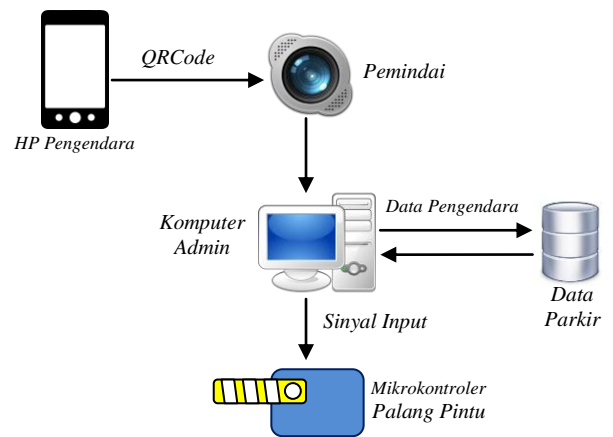 QRCode
Pemindai
HP Pengendara
Komputer
Admin
Data Pengendara
Data
Parkir
Sinyal Input
Mikrokontroler
Palang Pintu